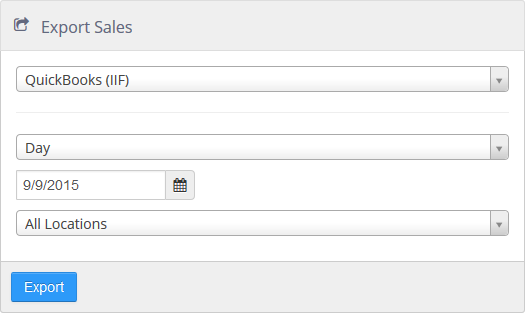 Export Sales
QuickBooks (IIF)
Day
9/9/2015
All Locations
Export